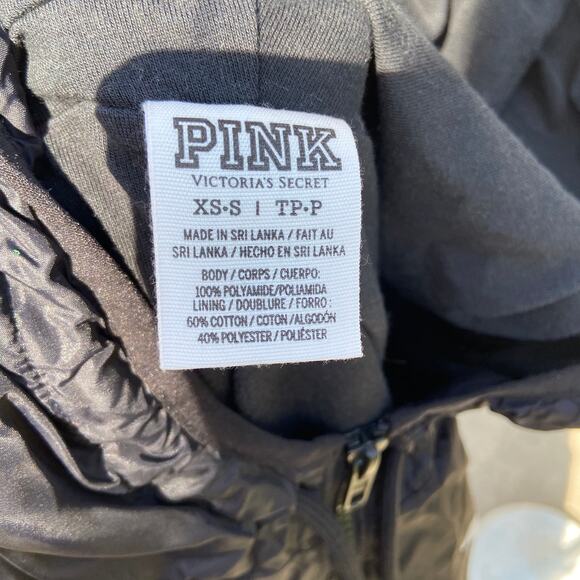 PINK
VICTORIA'S SECRET
XS•S | TP•P
MADE IN SRI LANKA / FAIT AU
SRI LANKA / HECHO EN SRI LANKA
BODY / CORPS / CUERPO:
100% POLYAMIDE/POLIAMIDA
LINING / DOUBLURE / FORRO :
60% COTTON / COTON /ALGODÓN
40% POLYESTER / POLIÉSTER